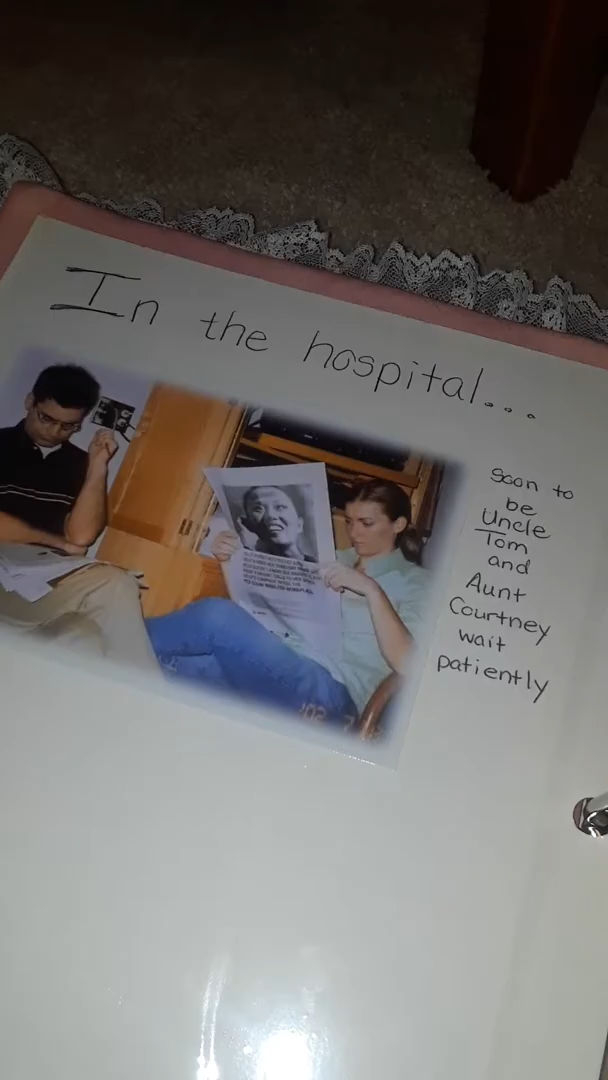 In the hospital...
Soon to
be
Uncle
Tom
and
Aunt
Courtney
wait
patiently